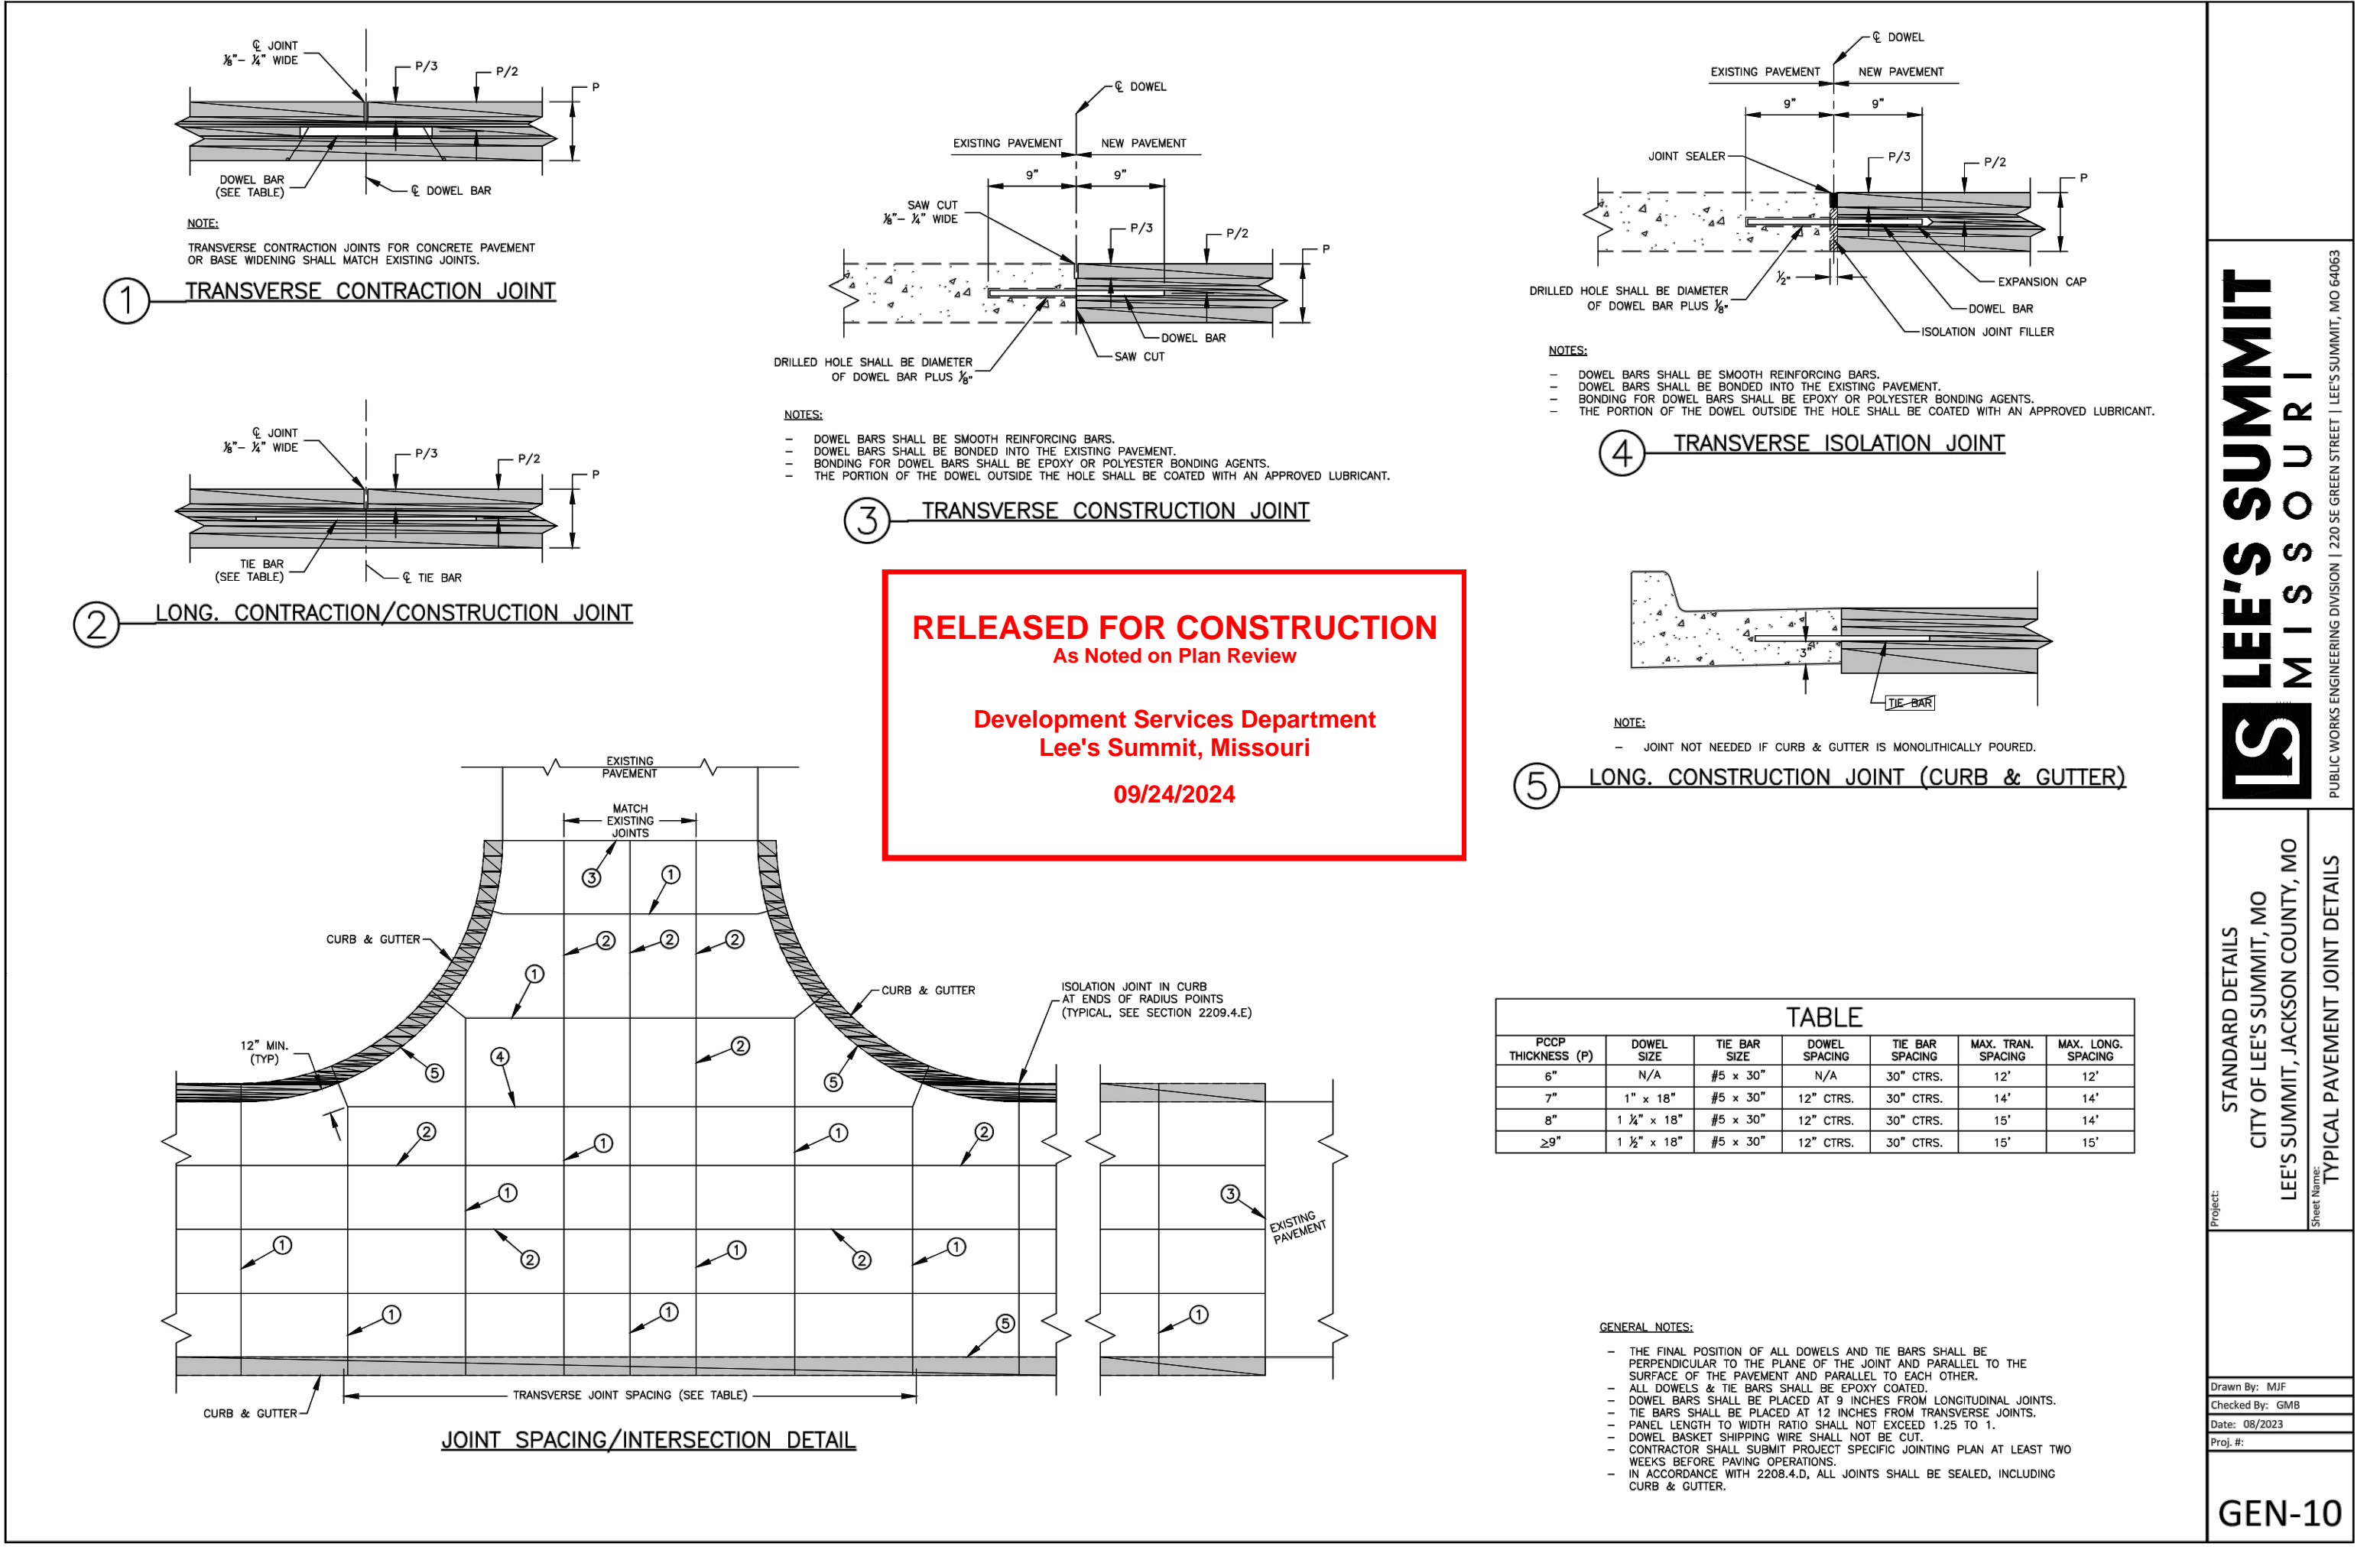 ℄ JOINT
⅛"– ¼" WIDE
P/3
P/2
P
DOWEL BAR
(SEE TABLE)
℄ DOWEL BAR
NOTE:
TRANSVERSE CONTRACTION JOINTS FOR CONCRETE PAVEMENT
OR BASE WIDENING SHALL MATCH EXISTING JOINTS.
1 TRANSVERSE CONTRACTION JOINT
℄ JOINT
⅛"– ¼" WIDE
P/3
P/2
P
TIE BAR
(SEE TABLE)
℄ TIE BAR
2 LONG. CONTRACTION/CONSTRUCTION JOINT
℄ DOWEL
EXISTING PAVEMENT
NEW PAVEMENT
9"
9"
SAW CUT
⅛"– ¼" WIDE
P/3
P/2
P
DOWEL BAR
SAW CUT
DRILLED HOLE SHALL BE DIAMETER
OF DOWEL BAR PLUS ⅛"
NOTES:
– DOWEL BARS SHALL BE SMOOTH REINFORCING BARS.
– DOWEL BARS SHALL BE BONDED INTO THE EXISTING PAVEMENT.
– BONDING FOR DOWEL BARS SHALL BE EPOXY OR POLYESTER BONDING AGENTS.
– THE PORTION OF THE DOWEL OUTSIDE THE HOLE SHALL BE COATED WITH AN APPROVED LUBRICANT.
3 TRANSVERSE CONSTRUCTION JOINT
℄ DOWEL
EXISTING PAVEMENT
NEW PAVEMENT
9"
9"
JOINT SEALER
P/3
P/2
P
½"
EXPANSION CAP
DOWEL BAR
ISOLATION JOINT FILLER
DRILLED HOLE SHALL BE DIAMETER
OF DOWEL BAR PLUS ⅛"
NOTES:
– DOWEL BARS SHALL BE SMOOTH REINFORCING BARS.
– DOWEL BARS SHALL BE BONDED INTO THE EXISTING PAVEMENT.
– BONDING FOR DOWEL BARS SHALL BE EPOXY OR POLYESTER BONDING AGENTS.
– THE PORTION OF THE DOWEL OUTSIDE THE HOLE SHALL BE COATED WITH AN APPROVED LUBRICANT.
4 TRANSVERSE ISOLATION JOINT
3"
TIE BAR
NOTE:
– JOINT NOT NEEDED IF CURB & GUTTER IS MONOLITHICALLY POURED.
5 LONG. CONSTRUCTION JOINT (CURB & GUTTER)
RELEASED FOR CONSTRUCTION
As Noted on Plan Review
Development Services Department
Lee's Summit, Missouri
09/24/2024
EXISTING
PAVEMENT
MATCH
EXISTING
JOINTS
3
1
CURB & GUTTER
2
2
2
1
CURB & GUTTER
ISOLATION JOINT IN CURB
AT ENDS OF RADIUS POINTS
(TYPICAL, SEE SECTION 2209.4.E)
12" MIN.
(TYP)
4
2
5
5
2
1
1
2
1
3
EXISTING
PAVEMENT
1
2
1
2
1
1
1
5
1
TRANSVERSE JOINT SPACING (SEE TABLE)
CURB & GUTTER
JOINT SPACING/INTERSECTION DETAIL
TABLE
PCCP THICKNESS (P) DOWEL SIZE TIE BAR SIZE DOWEL SPACING TIE BAR SPACING MAX. TRAN. SPACING MAX. LONG. SPACING
6" N/A #5 x 30" N/A 30" CTRS. 12' 12'
7" 1" x 18" #5 x 30" 12" CTRS. 30" CTRS. 14' 14'
8" 1 ¼" x 18" #5 x 30" 12" CTRS. 30" CTRS. 15' 14'
≥9" 1 ½" x 18" #5 x 30" 12" CTRS. 30" CTRS. 15' 15'
GENERAL NOTES:
– THE FINAL POSITION OF ALL DOWELS AND TIE BARS SHALL BE
PERPENDICULAR TO THE PLANE OF THE JOINT AND PARALLEL TO THE
SURFACE OF THE PAVEMENT AND PARALLEL TO EACH OTHER.
– ALL DOWELS & TIE BARS SHALL BE EPOXY COATED.
– DOWEL BARS SHALL BE PLACED AT 9 INCHES FROM LONGITUDINAL JOINTS.
– TIE BARS SHALL BE PLACED AT 12 INCHES FROM TRANSVERSE JOINTS.
– PANEL LENGTH TO WIDTH RATIO SHALL NOT EXCEED 1.25 TO 1.
– DOWEL BASKET SHIPPING WIRE SHALL NOT BE CUT.
– CONTRACTOR SHALL SUBMIT PROJECT SPECIFIC JOINTING PLAN AT LEAST TWO
WEEKS BEFORE PAVING OPERATIONS.
– IN ACCORDANCE WITH 2208.4.D, ALL JOINTS SHALL BE SEALED, INCLUDING
CURB & GUTTER.
LS LEE'S SUMMIT
MISSOURI
PUBLIC WORKS ENGINEERING DIVISION | 220 SE GREEN STREET | LEE'S SUMMIT, MO 64063
Project:
STANDARD DETAILS
CITY OF LEE'S SUMMIT, MO
LEE'S SUMMIT, JACKSON COUNTY, MO
Sheet Name:
TYPICAL PAVEMENT JOINT DETAILS
Drawn By: MJF
Checked By: GMB
Date: 08/2023
Proj. #:
GEN-10